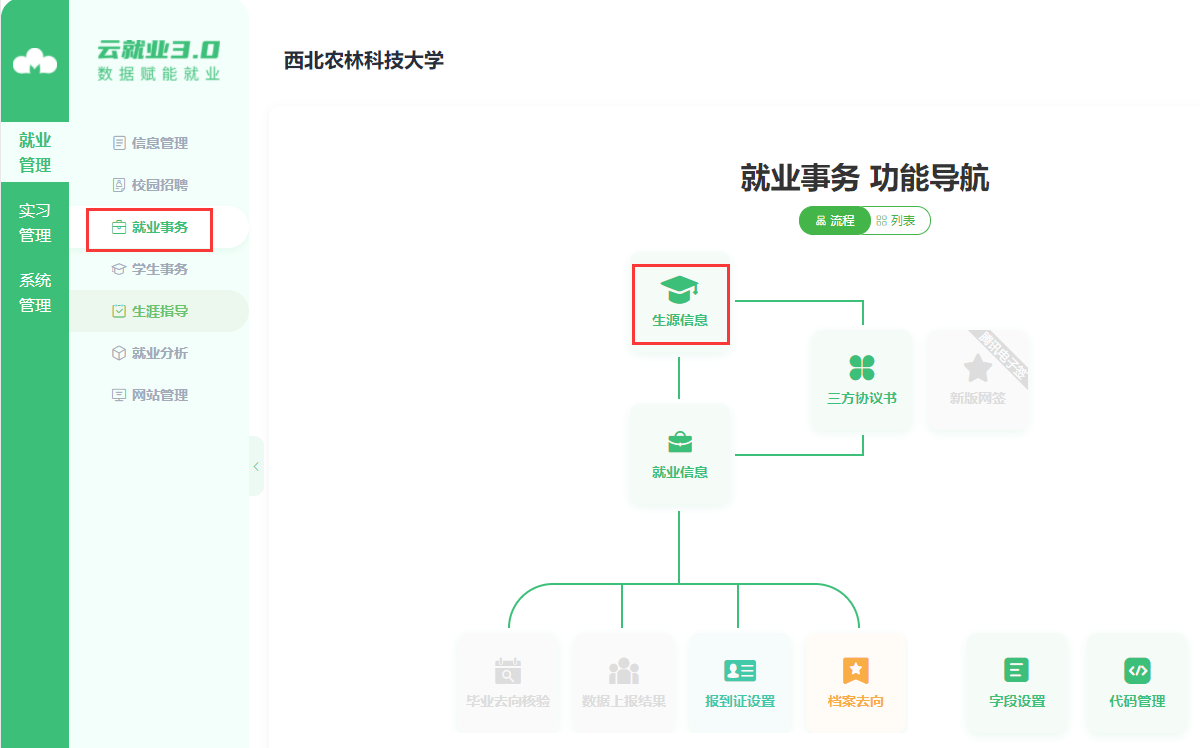 云就业3.0
数据赋能就业
西北农林科技大学
就业
管理
实习
管理
系统
管理
信息管理
校园招聘
就业事务
学生事务
生涯指导
就业分析
网站管理
就业事务 功能导航
流程
列表
生源信息
三方协议书
腾讯电子签
新版网签
就业信息
毕业去向核验
数据上报结果
报到证设置
档案去向
字段设置
代码管理